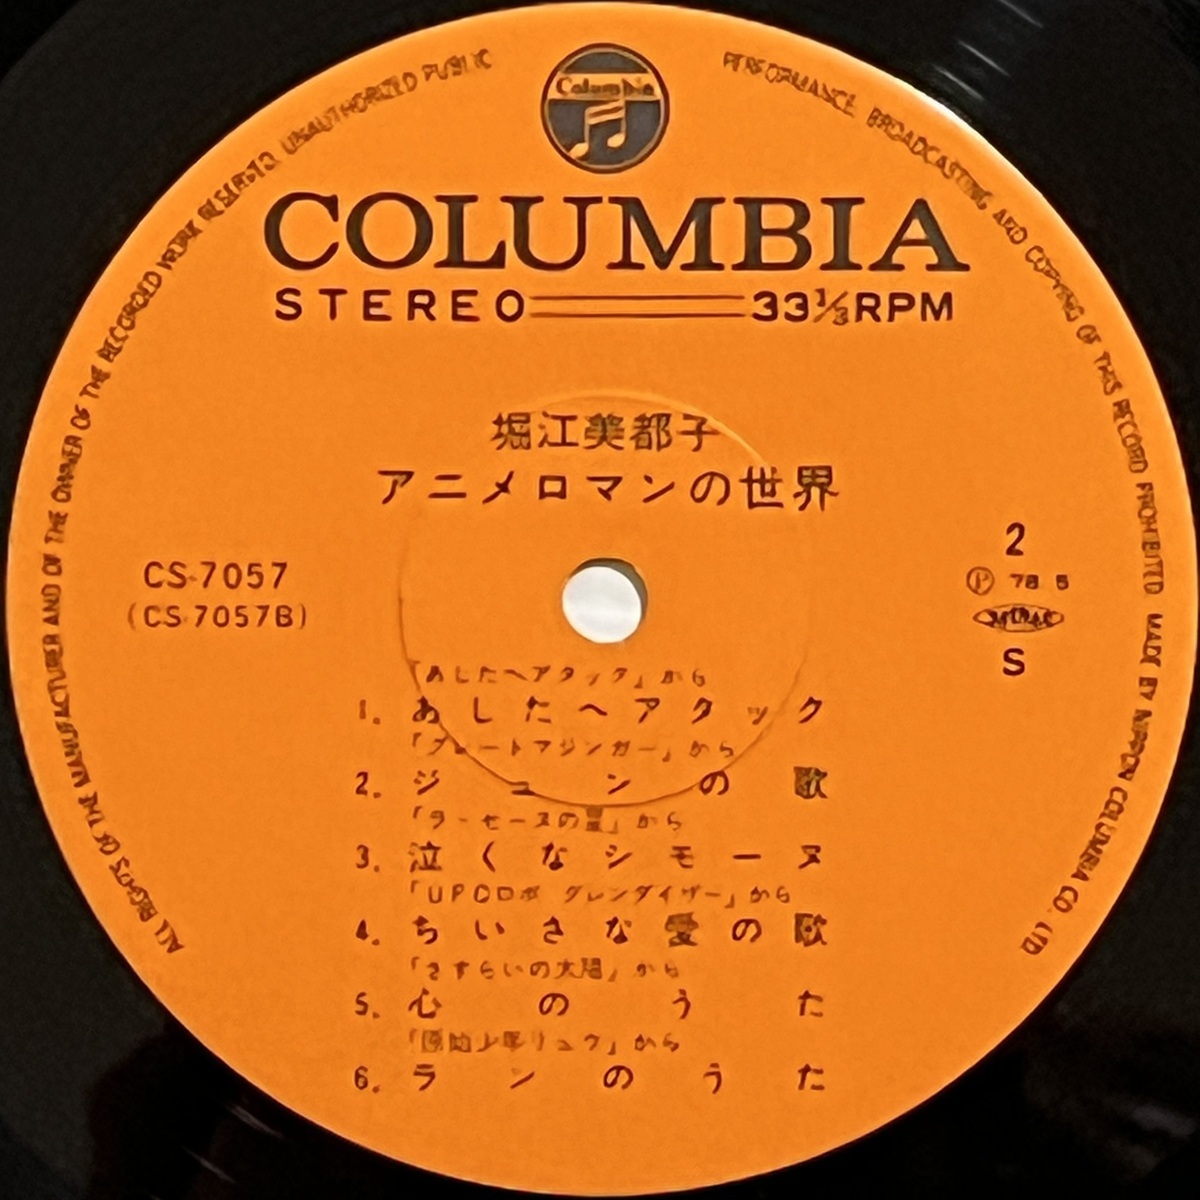 ALL RIGHTS OF THE MANUFACTURER AND OF THE OWNER OF THE RECORDED WORK RESERVED. UNAUTHORIZED PUBLIC PERFORMANCE. BROADCASTING AND COPYING OF THIS RECORD PROHIBITED MADE BY NIPPON COLUMBIA CO. LTD
Columbia
COLUMBIA
STEREO 33⅓RPM
堀江美都子
アニメロマンの世界
CS-7057
(CS-7057B)
2
Ⓟ 78 5
S
「あしたへアタック」から
1. あしたへアタック
「グレートマジンガー」から
2. ジュンの歌
「ラ・セーヌの星」から
3. 泣くなシモーヌ
「UFOロボ グレンダイザー」から
4. ちいさな愛の歌
「さすらいの太陽」から
5. 心のうた
「原始少年リュウ」から
6. ランのうた